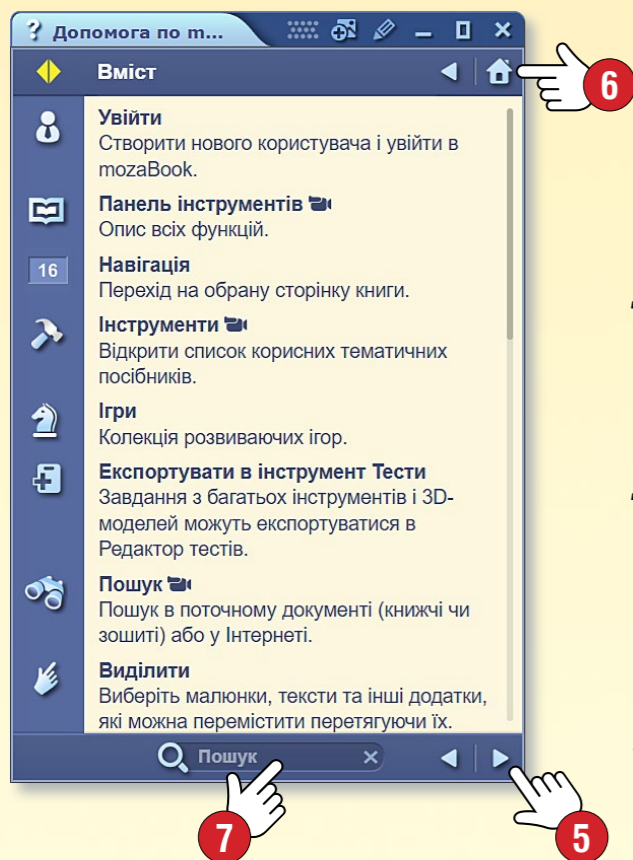 ? Допомога по m...
Вміст
6
Увійти
Створити нового користувача і увійти в
mozaBook.
Панель інструментів
Опис всіх функцій.
16
Навігація
Перехід на обрану сторінку книги.
Інструменти
Відкрити список корисних тематичних
посібників.
Ігри
Колекція розвиваючих ігор.
Експортувати в інструмент Тести
Завдання з багатьох інструментів і 3D-
моделей можуть експортуватися в
Редактор тестів.
Пошук
Пошук в поточному документі (книжчі чи
зошиті) або у Інтернеті.
Виділити
Виберіть малюнки, тексти та інші додатки,
які можна перемістити перетягуючи їх.
Пошук
7
5